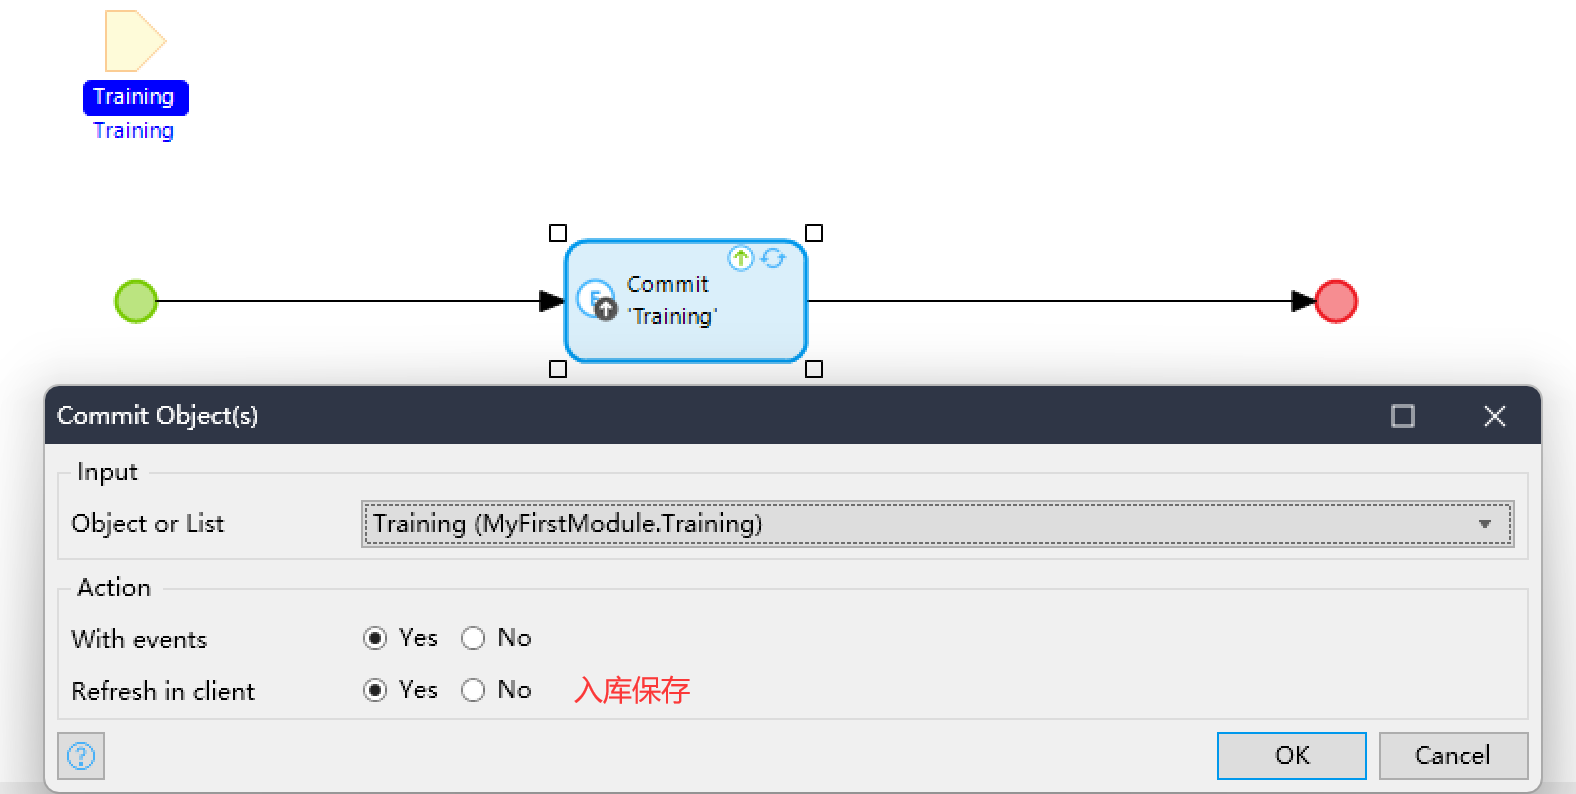 Training
Training
Commit
'Training'
Commit Object(s)
Input
Object or List
Training (MyFirstModule.Training)
Action
With events Yes No
Refresh in client Yes No 入库保存
OK Cancel